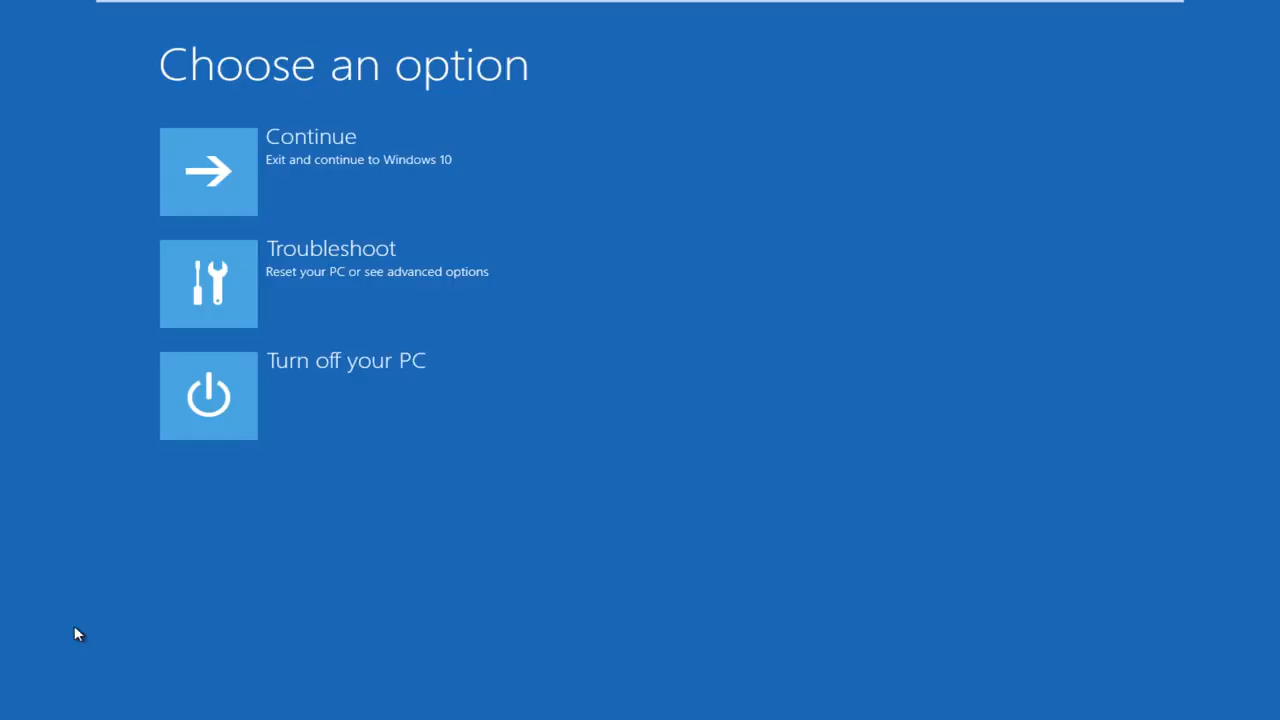 Choose an option
Continue
Exit and continue to Windows 10
Troubleshoot
Reset your PC or see advanced options
Turn off your PC